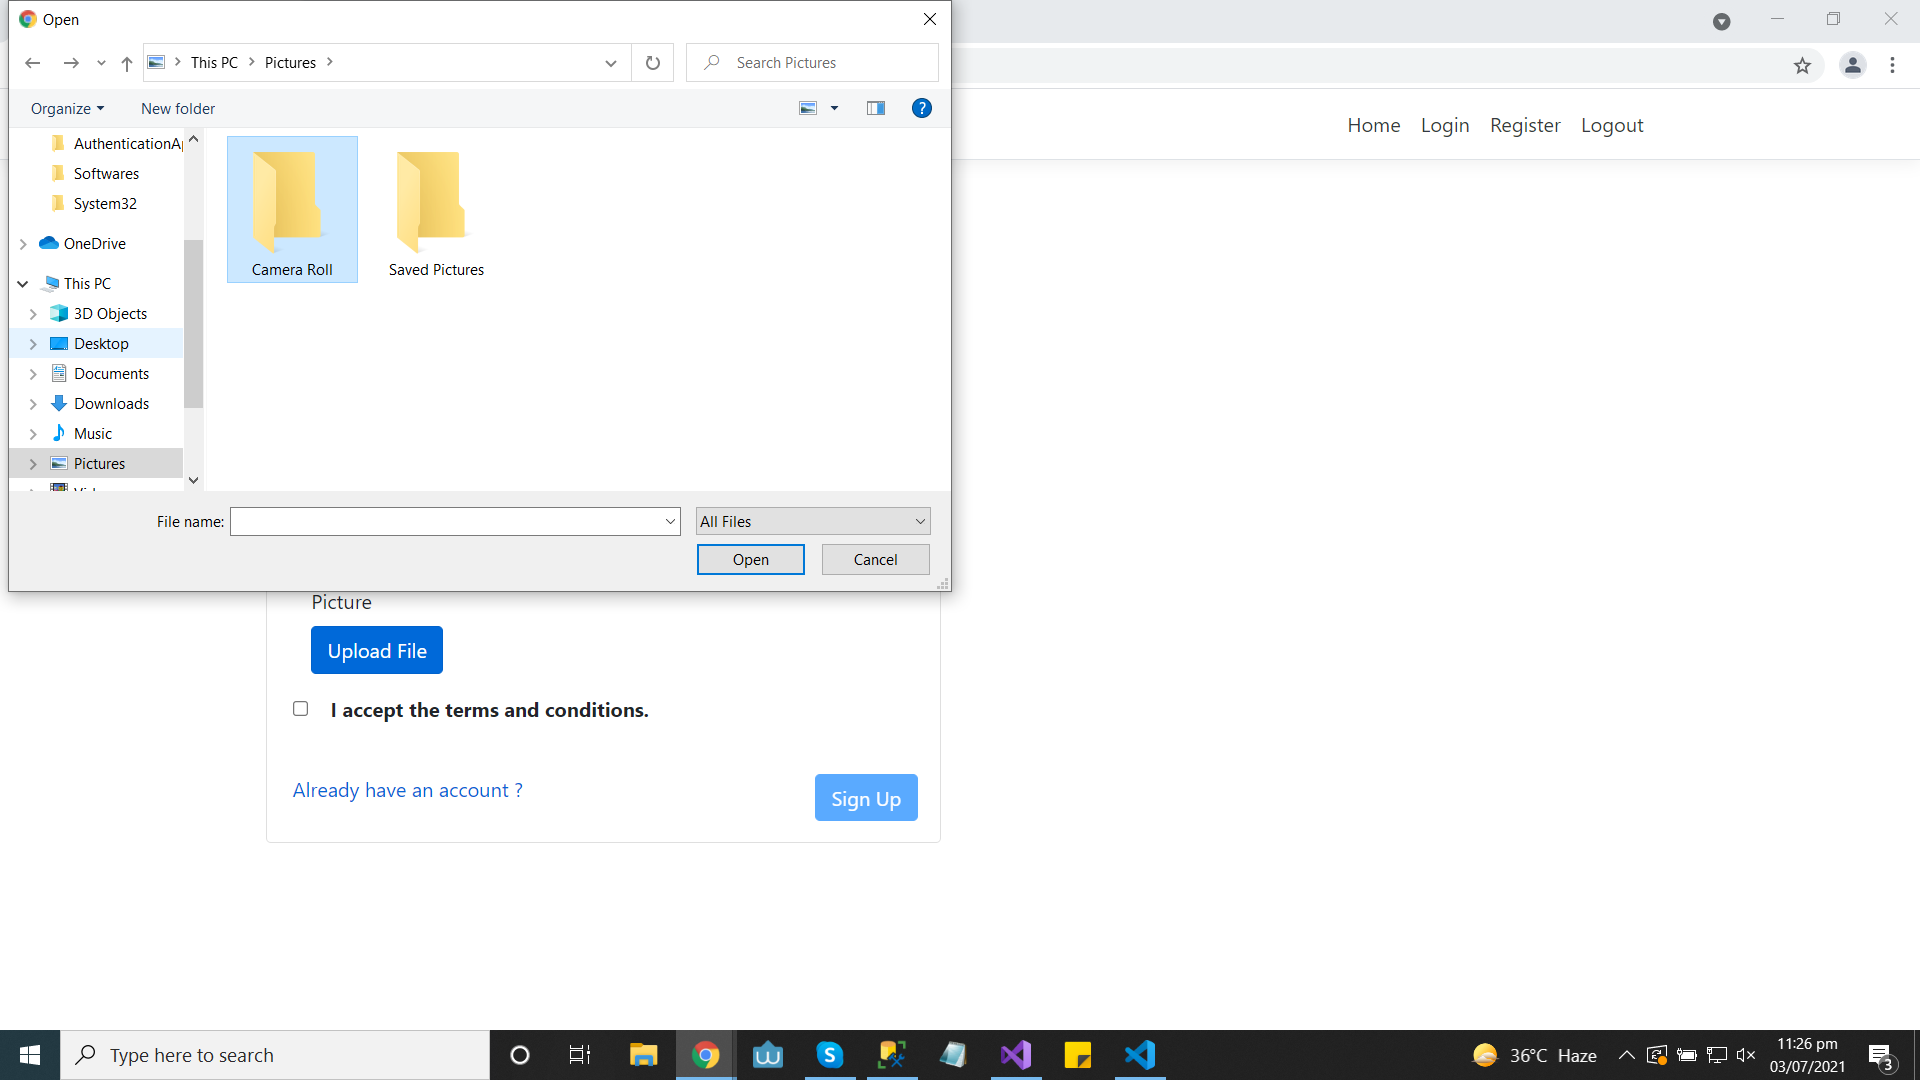 Open
This PC
Pictures
Search Pictures
Organize
New folder
?
AuthenticationAp
Softwares
System32
OneDrive
This PC
3D Objects
Desktop
Documents
Downloads
Music
Pictures
Camera Roll
Saved Pictures
File name:
All Files
Open
Cancel
Home
Login
Register
Logout
Picture
Upload File
I accept the terms and conditions.
Already have an account ?
Sign Up
Type here to search
36°C Haze
11:26 pm
03/07/2021
3